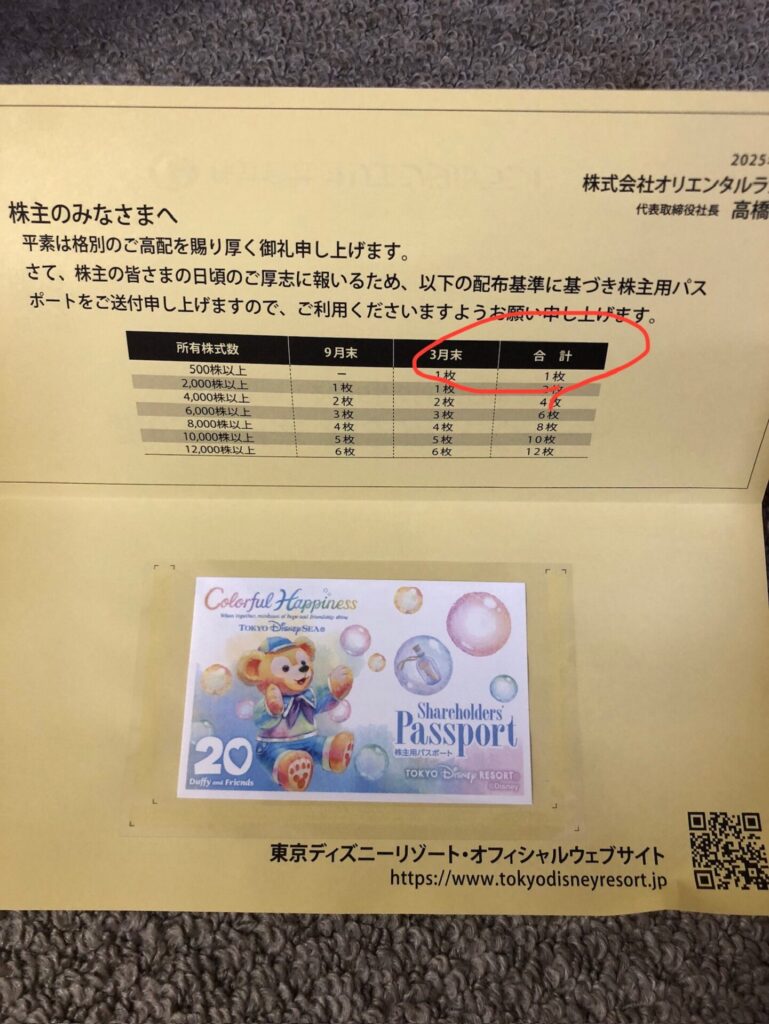 2025
株式会社オリエンタルラ
代表取締役社長 高橋
株主のみなさまへ
平素は格別のご高配を賜り厚く御礼申し上げます。
さて、株主の皆さまの日頃のご厚志に報いるため、以下の配布基準に基づき株主用パス
ポートをご送付申し上げますので、ご利用くださいますようお願い申し上げます。
所有株式数 9月末 3月末 合計
500株以上 － 1枚 1枚
2,000株以上 1枚 1枚 2枚
4,000株以上 2枚 2枚 4枚
6,000株以上 3枚 3枚 6枚
8,000株以上 4枚 4枚 8枚
10,000株以上 5枚 5枚 10枚
12,000株以上 6枚 6枚 12枚
Colorful Happiness
When together, rainbows of hope and friendship shine
TOKYO DisneySEA®
Shareholders'
Passport
株主用パスポート
20
Duffy and Friends
TOKYO Disney RESORT
©Disney
東京ディズニーリゾート・オフィシャルウェブサイト
https://www.tokyodisneyresort.jp